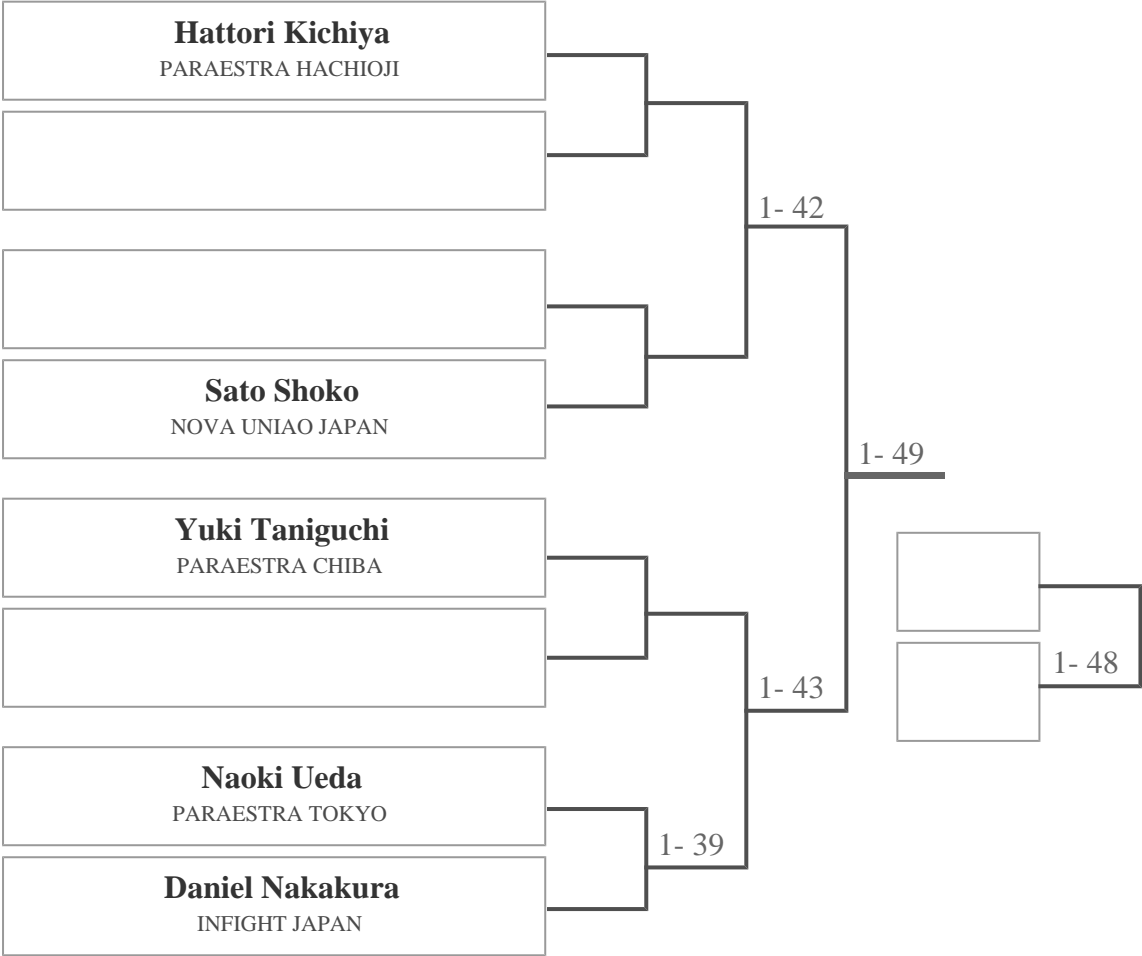 Hattori Kichiya
PARAESTRA HACHIOJI
1- 42
Sato Shoko
NOVA UNIAO JAPAN
1- 49
Yuki Taniguchi
PARAESTRA CHIBA
1- 48
1- 43
Naoki Ueda
PARAESTRA TOKYO
1- 39
Daniel Nakakura
INFIGHT JAPAN